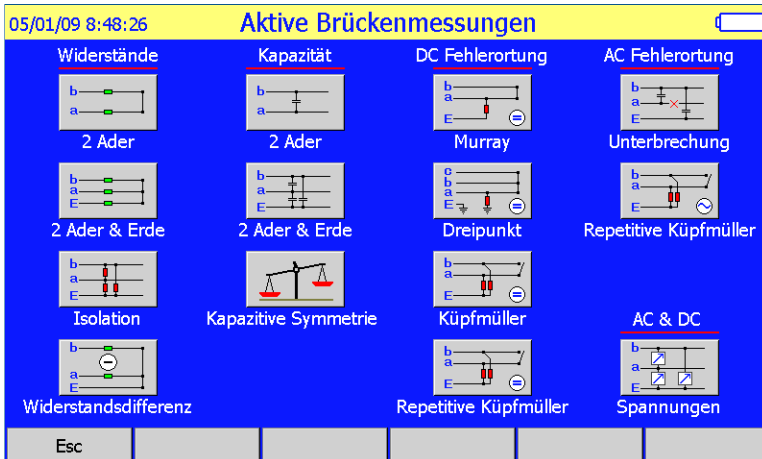 05/01/09 8:48:26 Aktive Brückenmessungen
Widerstände Kapazität DC Fehlerortung AC Fehlerortung
b a
2 Ader
b a
2 Ader
b a E
Murray
b a E
Unterbrechung
b a E
2 Ader & Erde
b a E
2 Ader & Erde
c b a E
Dreipunkt
b a E
Repetitive Küpfmüller
b a E
Isolation
Kapazitive Symmetrie
b a E
Küpfmüller
AC & DC
b a E
Widerstandsdifferenz
b a E
Repetitive Küpfmüller
b a E
Spannungen
Esc